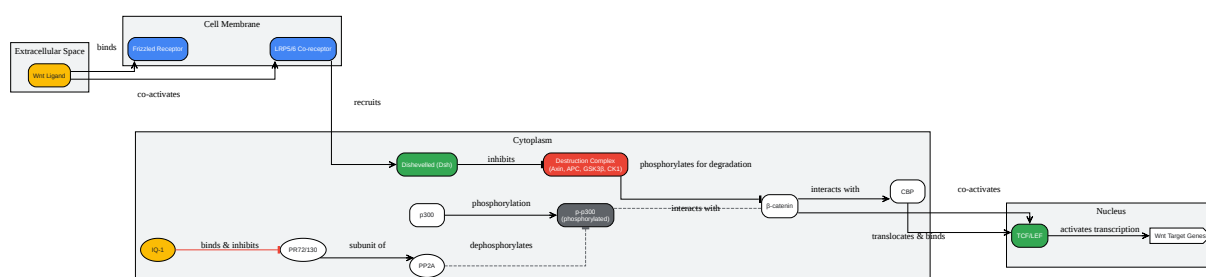 Cell Membrane
Extracellular Space
binds
Frizzled Receptor
LRP5/6 Co-receptor
Wnt Ligand
co-activates
recruits
Cytoplasm
Dishevelled (Dsh)
inhibits
Destruction Complex
(Axin, APC, GSK3β, CK1)
phosphorylates for degradation
p300
phosphorylation
p-p300
(phosphorylated)
interacts with
β-catenin
interacts with
CBP
co-activates
Nucleus
IQ-1
binds & inhibits
PR72/130
subunit of
PP2A
dephosphorylates
translocates & binds
TCF/LEF
activates transcription
Wnt Target Genes